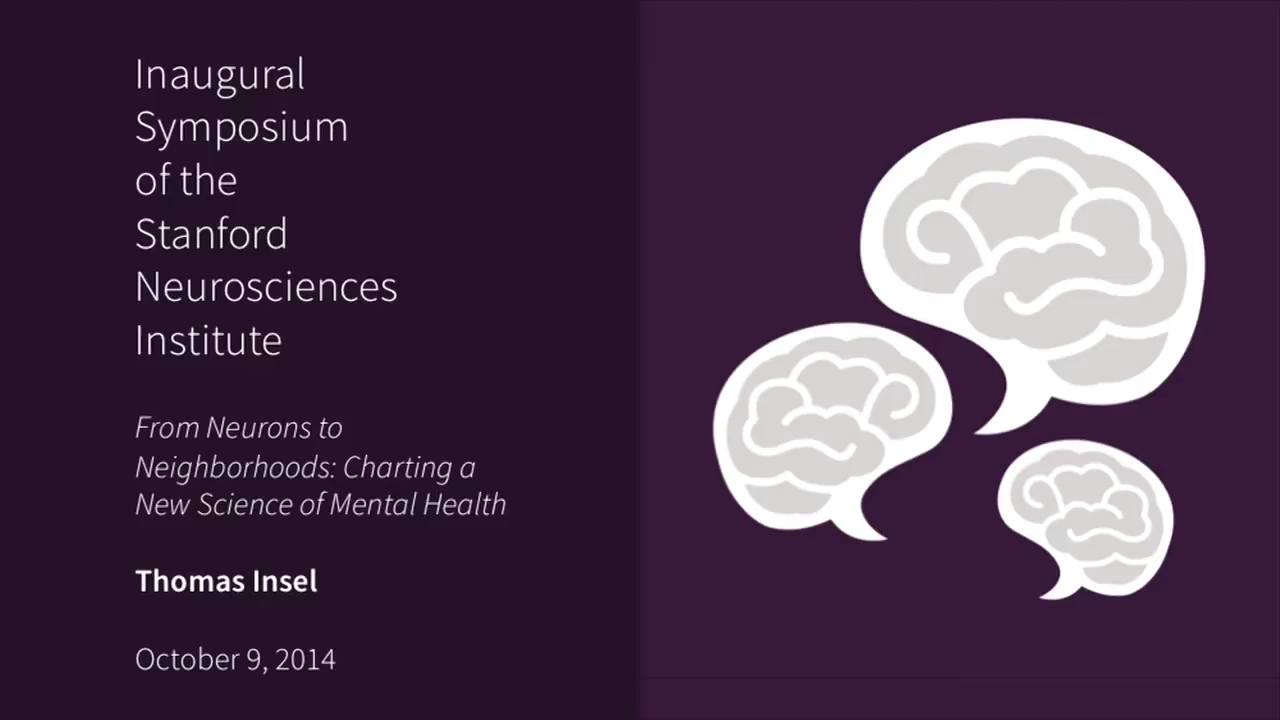 Inaugural
Symposium
of the
Stanford
Neurosciences
Institute
From Neurons to
Neighborhoods: Charting a
New Science of Mental Health
Thomas Insel
October 9, 2014